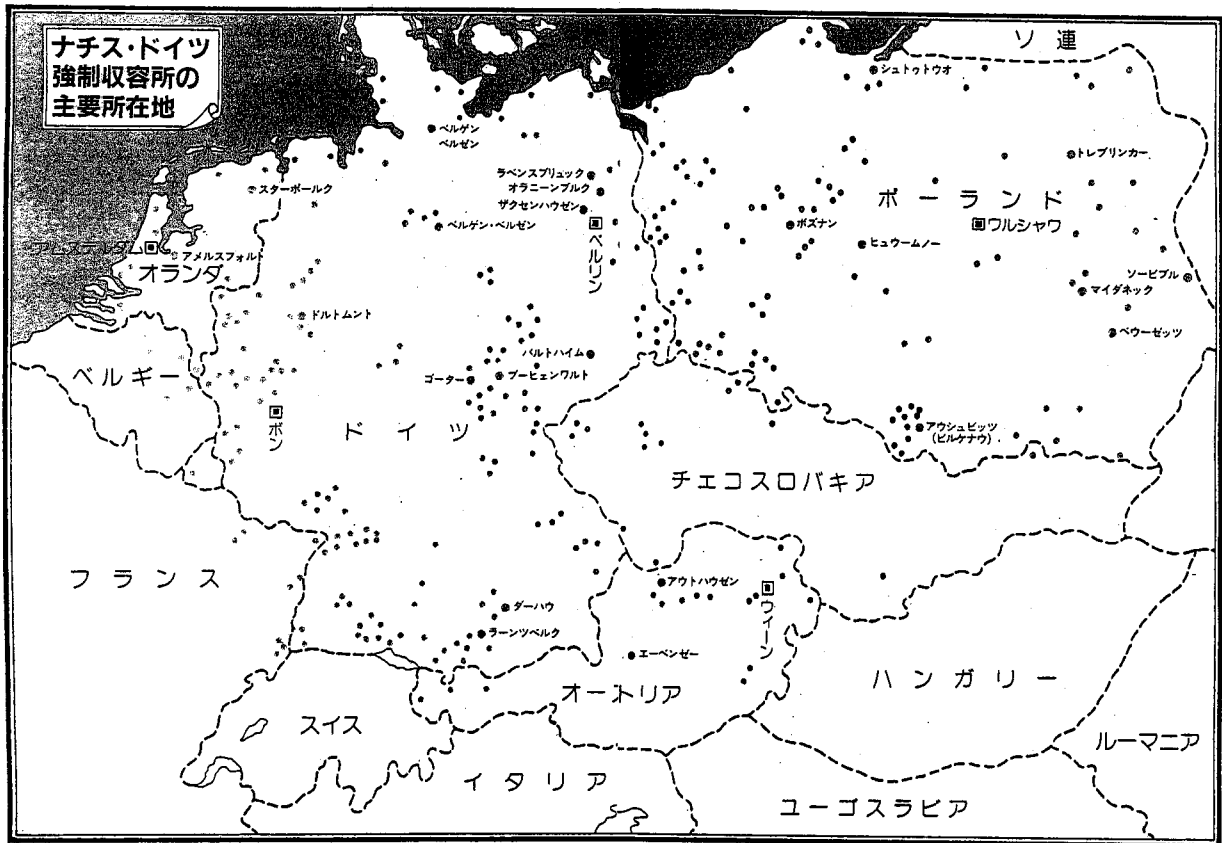 ナチス・ドイツ
強制収容所の
主要所在地
ソ連
シュトゥトウオ
ベルゲン
ベルゼン
トレブリンカー
ラベンスブリュック
オラニーンブルク
ザクセンハウゼン
スターボールク
ポーランド
ベルゲン・ベルゼン
ベルリン
ポズナン
ワルシャワ
ヒュウームノー
アムステルダム
アメルスフォルト
オランダ
ソービブル
マイダネック
ドルトムント
ベウーゼッツ
バルトハイム
ブーヒェンワルト
ゴーター
ベルギー
ボン
ドイツ
アウシュビッツ
(ビルケナウ)
チェコスロバキア
フランス
アウトハウゼン
ウィーン
ダーハウ
ラーンツベルク
エーベンゼー
オーストリア
ハンガリー
スイス
ルーマニア
イタリア
ユーゴスラビア